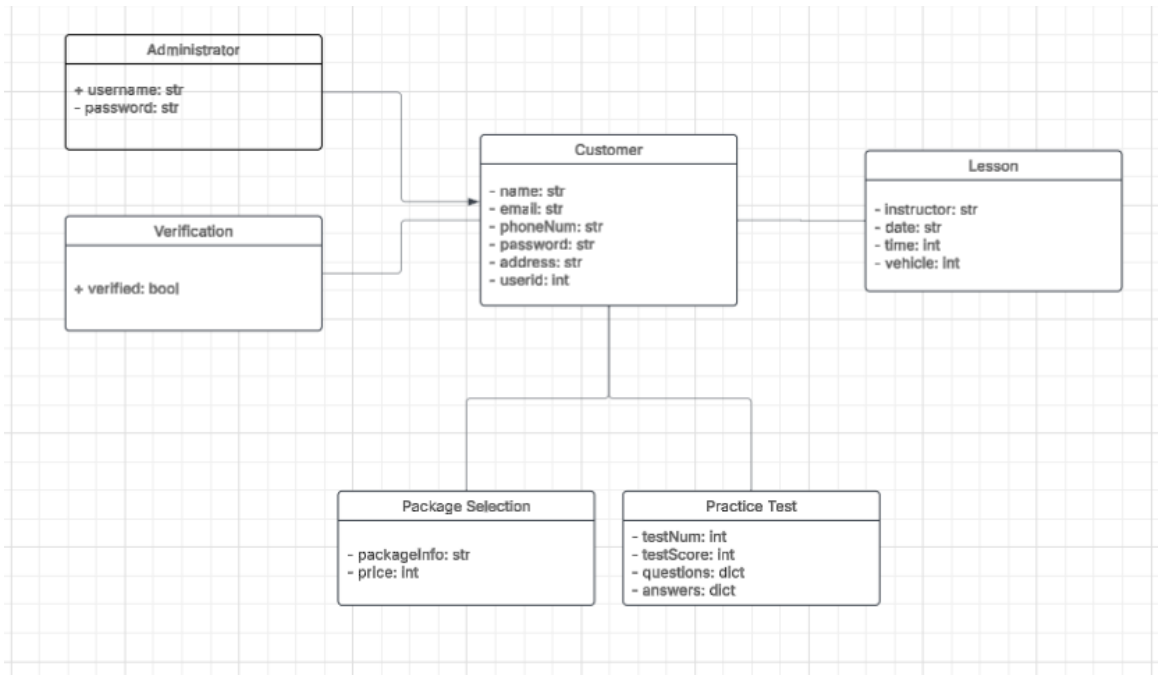 Administrator
+ username: str
- password: str
Customer
- name: str
- email: str
- phoneNum: str
- password: str
- address: str
- userid: int
Lesson
- instructor: str
- date: str
- time: int
- vehicle: int
Verification
+ verified: bool
Package Selection
- packageInfo: str
- price: int
Practice Test
- testNum: int
- testScore: int
- questions: dict
- answers: dict